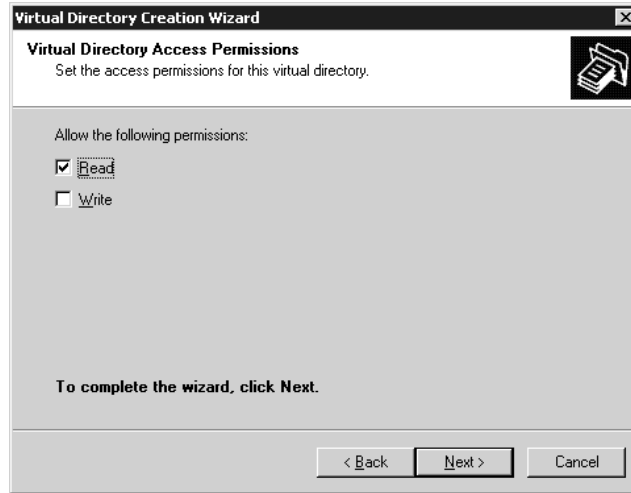 Virtual Directory Creation Wizard
Virtual Directory Access Permissions
Set the access permissions for this virtual directory.
Allow the following permissions:
Read
Write
To complete the wizard, click Next.
< Back Next > Cancel